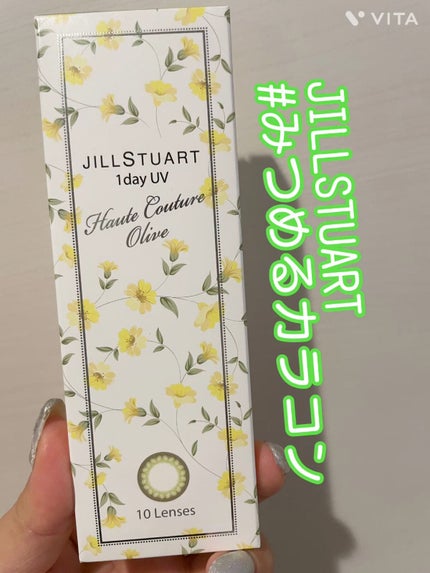 VITA
JILLSTUART
1day UV
Haute Couture
Olive
10 Lenses
JILLSTUART
#みつめるカラコン